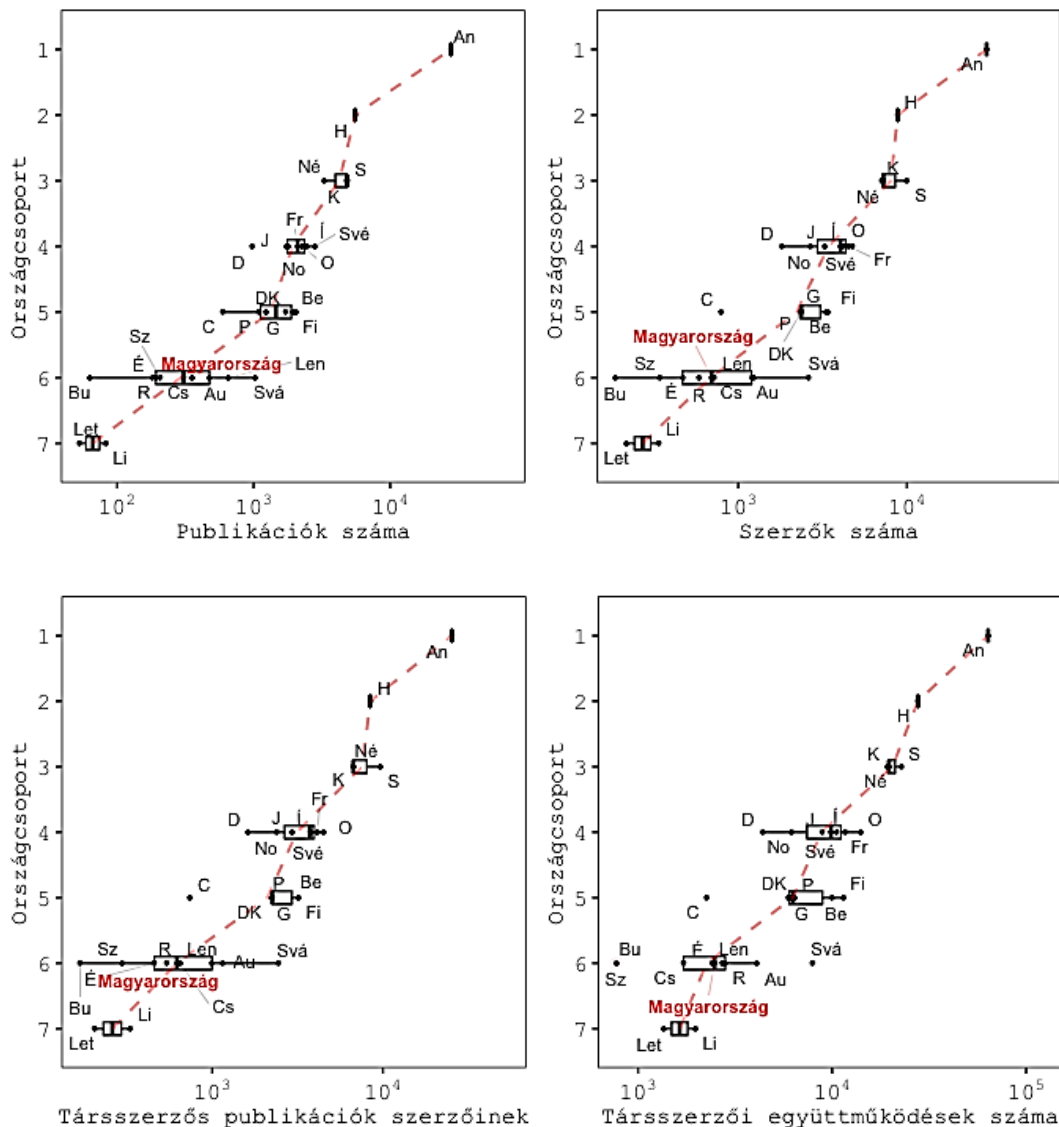 An
1
2
H
Né
S
3
K
Fr
Í
J
Své
4
D
O
No
DK
Be
5
C
P
G
Fi
Sz
Magyarország
É
Len
6
Bu
R
Cs
Au
Svá
Let
7
Li
10²
10³
10⁴
Országcsoport
Publikációk száma
1
An
2
H
K
3
Né
S
D
J
Í
O
4
No
Své
Fr
G
Fi
C
5
P
Be
DK
Magyarország
Sz
Len
Svá
6
Bu
É
R
Cs
Au
Li
7
Let
10³
10⁴
Országcsoport
Szerzők száma
1
An
H
2
Né
3
K
S
Fr
D
J
Í
O
4
No
Své
C
P
Be
5
DK
G
Fi
Sz
R
Len
Svá
6
Au
É
Magyarország
Bu
Cs
Li
7
Let
10³
10⁴
Országcsoport
Társszerzős publikációk szerzőinek
1
An
2
H
K
S
3
Né
D
J
Í
O
4
No
Své
Fr
DK
P
Fi
5
C
G
Be
Bu
É
Len
Svá
6
Sz
Cs
R
Au
Magyarország
7
Let
Li
10³
10⁴
10⁵
Országcsoport
Társszerzői együttműködések száma